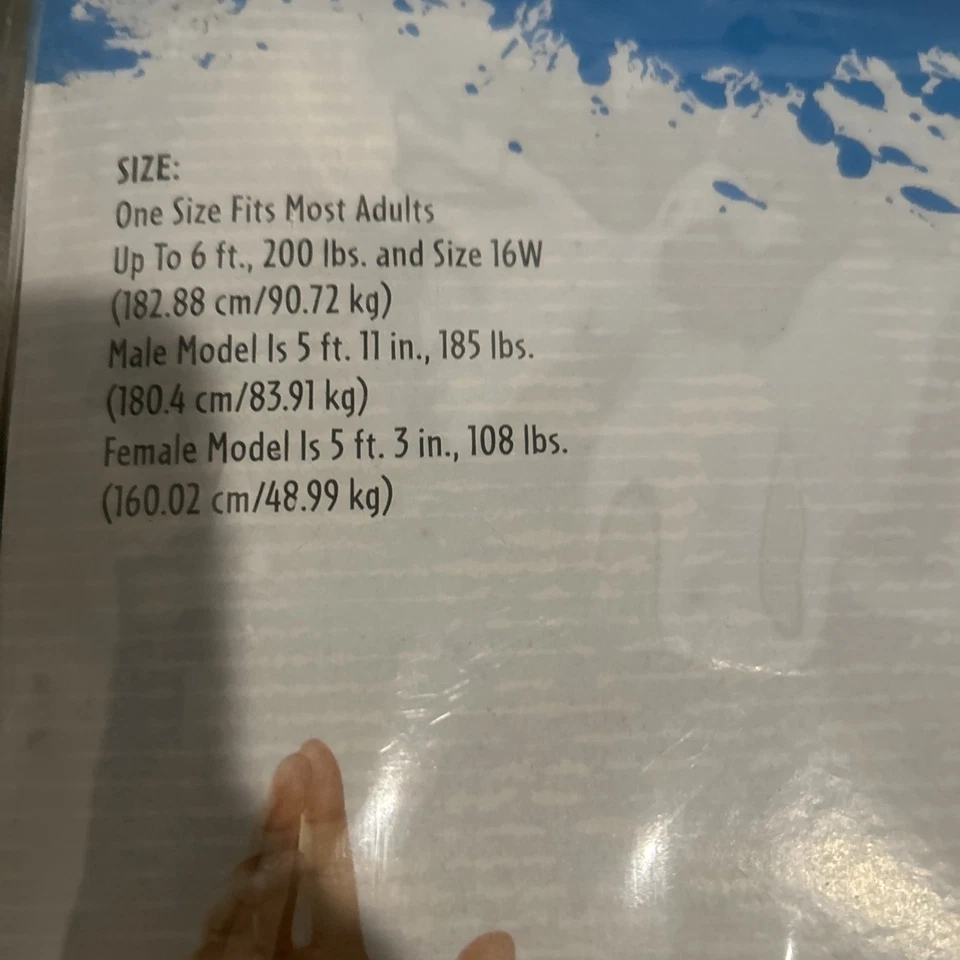 SIZE:
One Size Fits Most Adults
Up To 6 ft., 200 lbs. and Size 16W
(182.88 cm/90.72 kg)
Male Model Is 5 ft. 11 in., 185 lbs.
(180.4 cm/83.91 kg)
Female Model Is 5 ft. 3 in., 108 lbs.
(160.02 cm/48.99 kg)